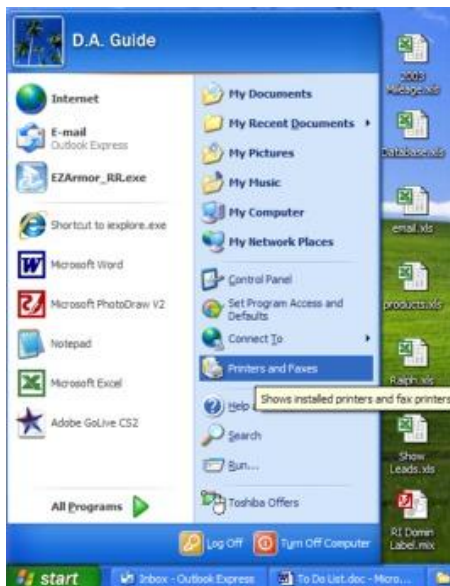 D.A. Guide
Internet
E-mail
Outlook Express
EZArmor_RR.exe
Shortcut to iexplore.exe
Microsoft Word
Microsoft PhotoDraw V2
Notepad
Microsoft Excel
Adobe GoLive CS2
All Programs
My Documents
My Recent Documents
My Pictures
My Music
My Computer
My Network Places
Control Panel
Set Program Access and
Defaults
Connect To
Printers and Faxes
Shows installed printers and fax printers
Help
Search
Run...
Toshiba Offers
Log Off
Turn Off Computer
2003
Mileage.xls
Database.xls
email.xls
products.xls
Ralph.xls
Show
Leads.xls
RI Domin
Label.mix
start
Inbox - Outlook Express
To Do List.doc - Micro...